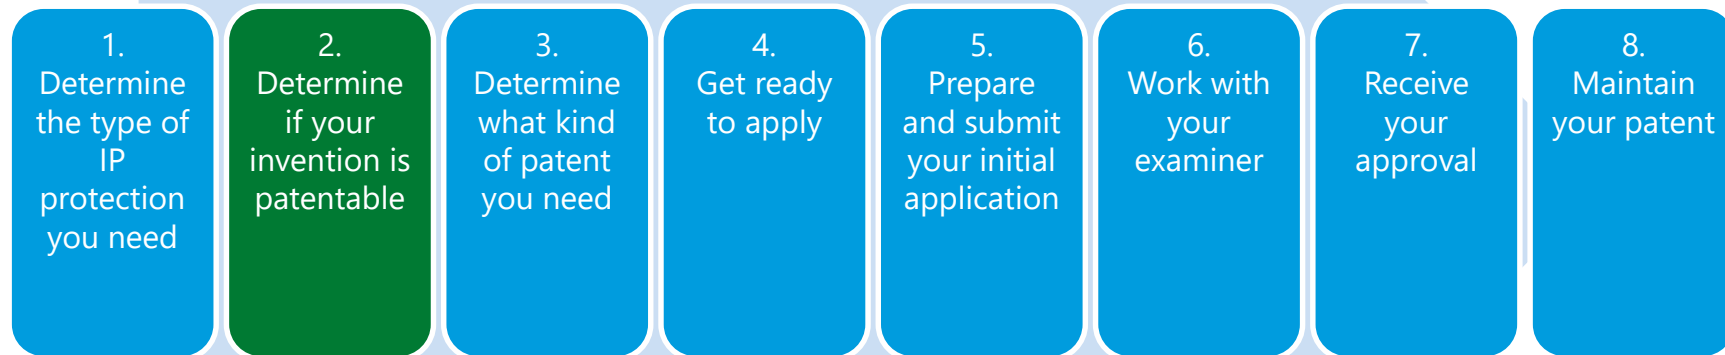 1.
Determine
the type of
IP
protection
you need
2.
Determine
if your
invention is
patentable
3.
Determine
what kind
of patent
you need
4.
Get ready
to apply
5.
Prepare
and submit
your initial
application
6.
Work with
your
examiner
7.
Receive
your
approval
8.
Maintain
your patent